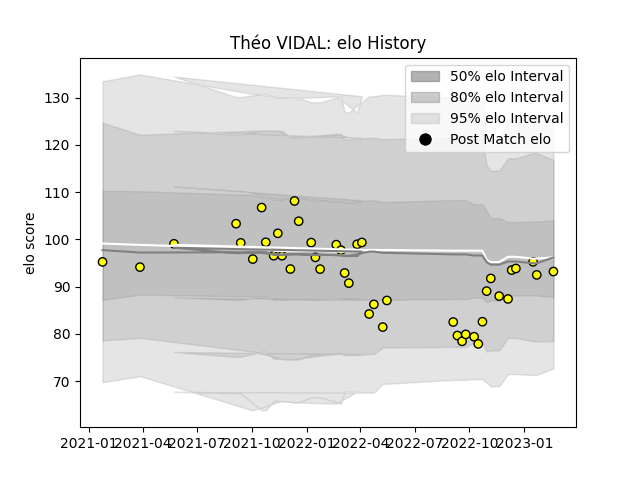 Théo VIDAL: elo History
50% elo Interval
80% elo Interval
95% elo Interval
Post Match elo
elo score
130
120
110
100
90
80
70
2021-01 2021-04 2021-07 2021-10 2022-01 2022-04 2022-07 2022-10 2023-01